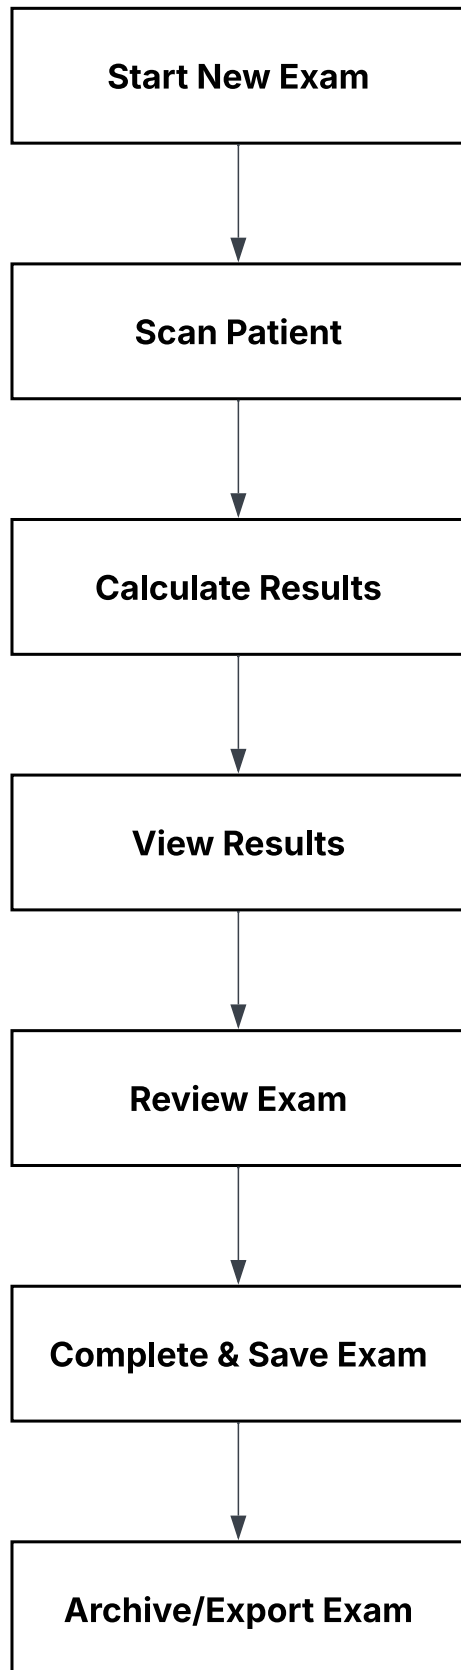 Start New Exam
Scan Patient
Calculate Results
View Results
Review Exam
Complete & Save Exam
Archive/Export Exam